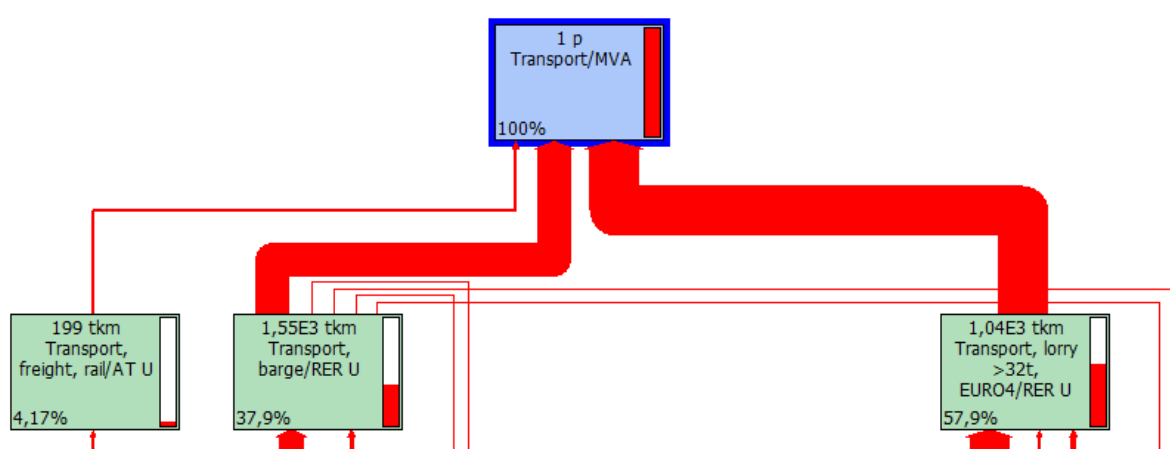 1 p
Transport/MVA
100%
199 tkm
Transport,
freight, rail/AT U
4,17%
1,55E3 tkm
Transport,
barge/RER U
37,9%
1,04E3 tkm
Transport, lorry
>32t,
EURO4/RER U
57,9%